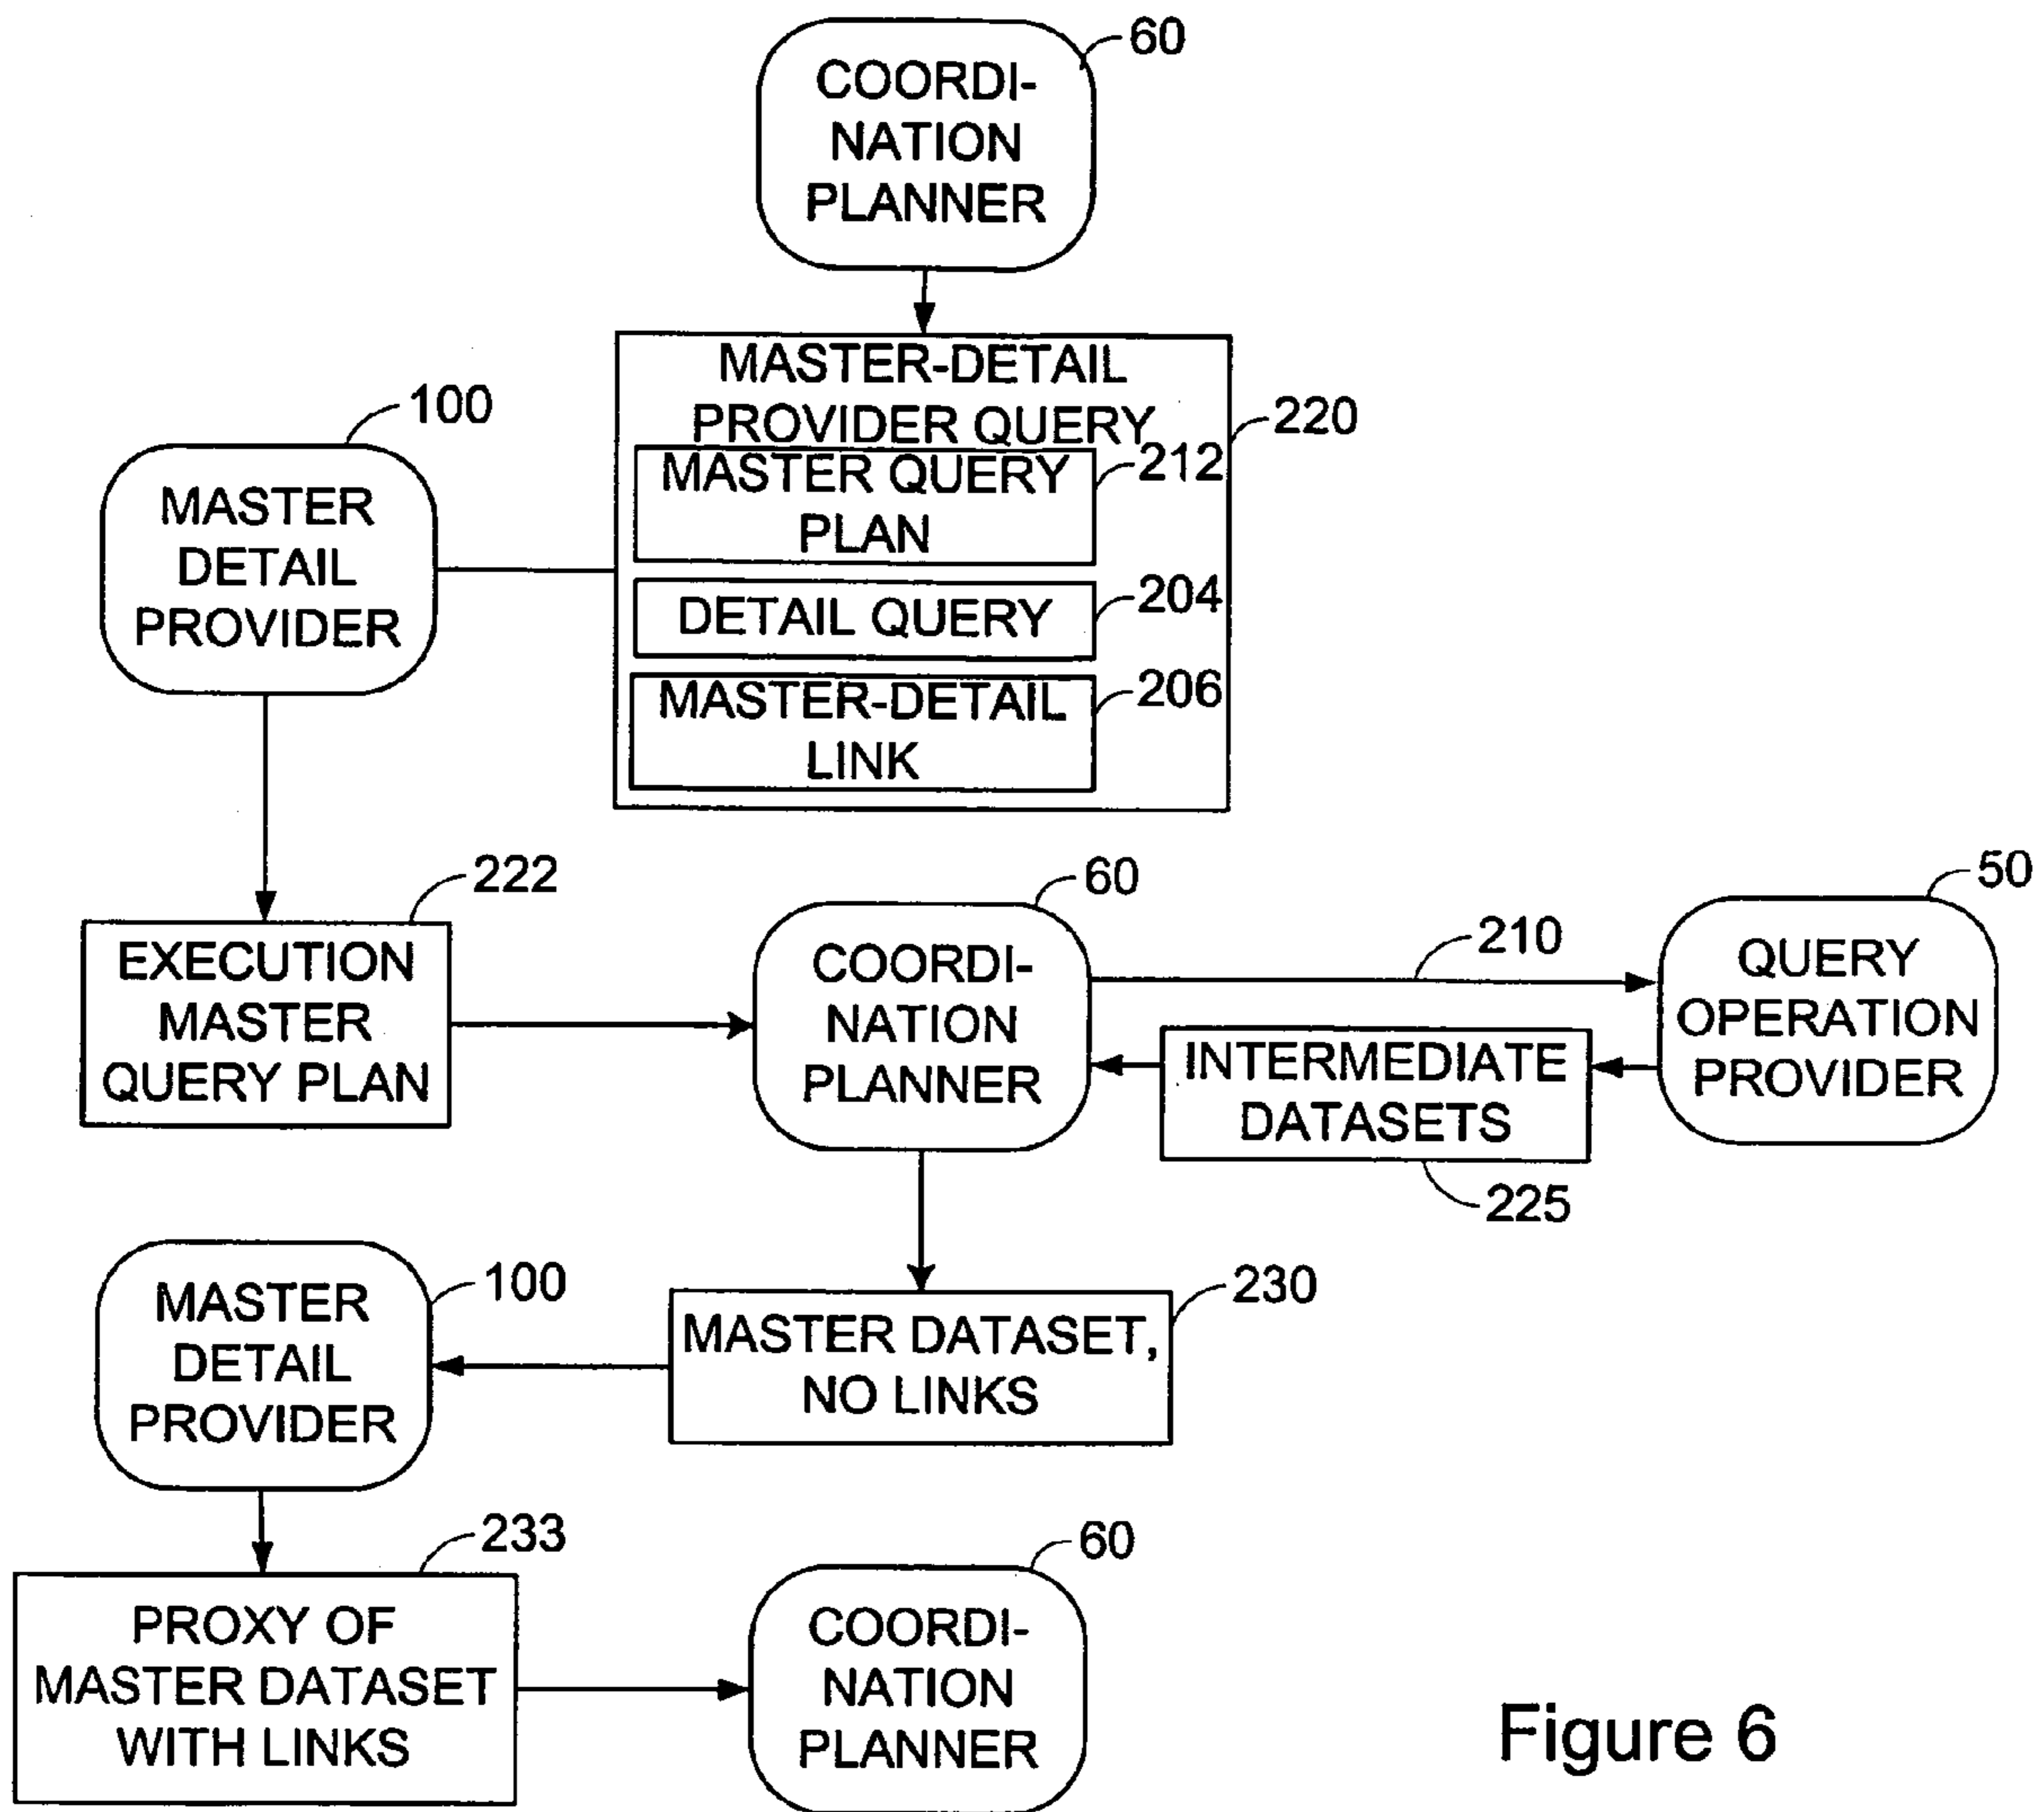 60
COORDI-
NATION
PLANNER
100
MASTER
DETAIL
PROVIDER
MASTER-DETAIL
PROVIDER QUERY
220
MASTER QUERY
PLAN
212
DETAIL QUERY
204
MASTER-DETAIL
LINK
206
222
EXECUTION
MASTER
QUERY PLAN
60
COORDI-
NATION
PLANNER
210
50
QUERY
OPERATION
PROVIDER
INTERMEDIATE
DATASETS
225
100
MASTER
DETAIL
PROVIDER
230
MASTER DATASET,
NO LINKS
233
PROXY OF
MASTER DATASET
WITH LINKS
60
COORDI-
NATION
PLANNER
Figure 6